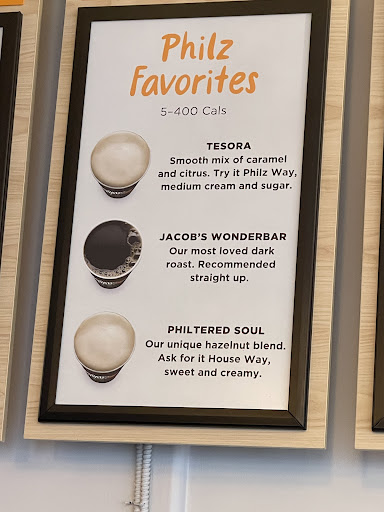 Philz
Favorites
5-400 Cals
TESORA
Smooth mix of caramel
and citrus. Try it Philz Way,
medium cream and sugar.
JACOB'S WONDERBAR
Our most loved dark
roast. Recommended
straight up.
PHILTERED SOUL
Our unique hazelnut blend.
Ask for it House Way,
sweet and creamy.